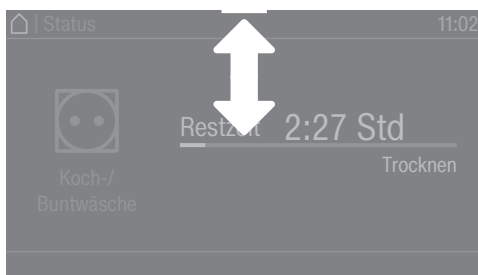 | Status 11:02
Restzeit 2:27 Std
Trocknen
Koch-/
Buntwäsche